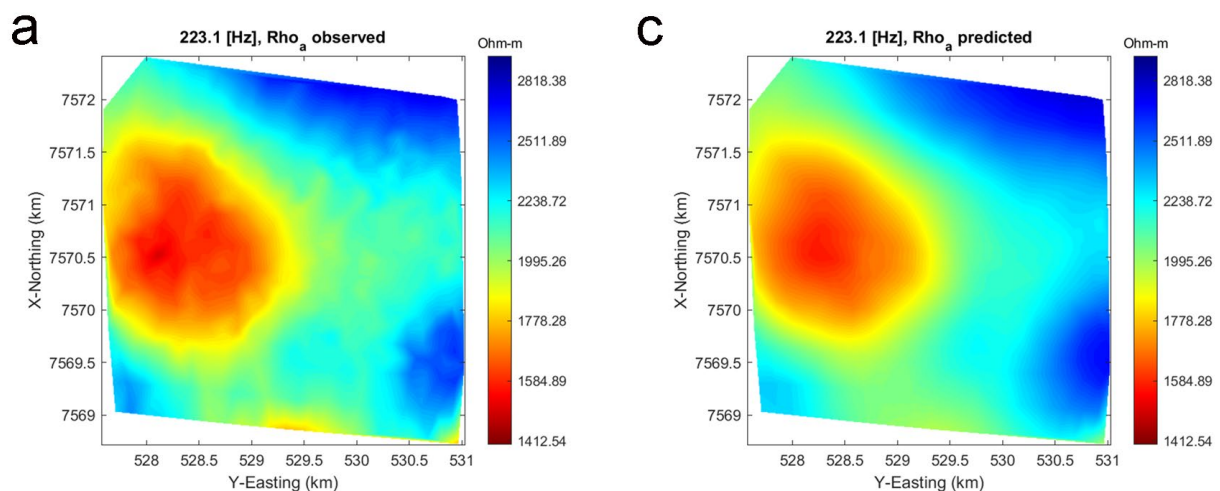 a
223.1 [Hz], Rho_a observed
Ohm-m
2818.38
2511.89
2238.72
1995.26
1778.28
1584.89
1412.54
7572
7571.5
7571
7570.5
7570
7569.5
7569
X-Northing (km)
528 528.5 529 529.5 530 530.5 531
Y-Easting (km)
c
223.1 [Hz], Rho_a predicted
Ohm-m
2818.38
2511.89
2238.72
1995.26
1778.28
1584.89
1412.54
7572
7571.5
7571
7570.5
7570
7569.5
7569
X-Northing (km)
528 528.5 529 529.5 530 530.5 531
Y-Easting (km)